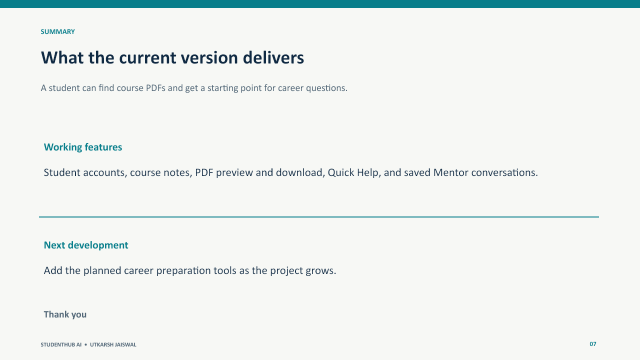 SUMMARY
What the current version delivers
A student can find course PDFs and get a starting point for career questions.
Working features
Student accounts, course notes, PDF preview and download, Quick Help, and saved Mentor conversations.
Next development
Add the planned career preparation tools as the project grows.
Thank you
STUDENTHUB AI • UTKARSH JAISWAL
07